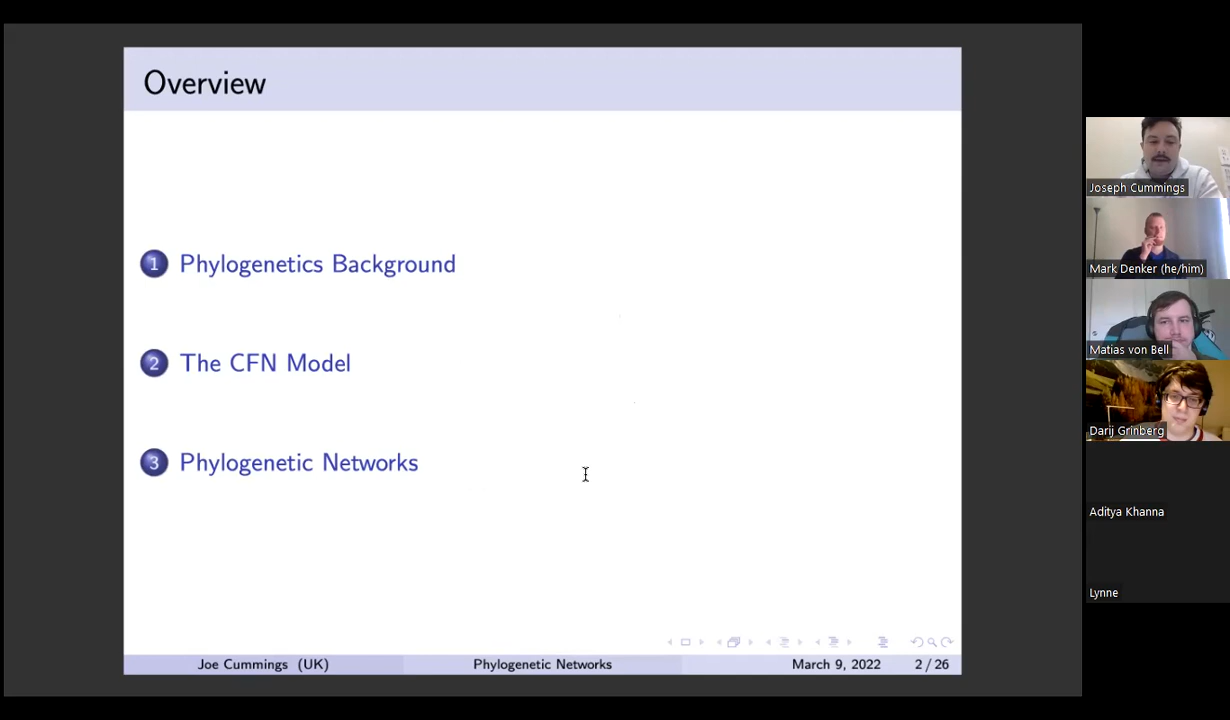 Overview
1 Phylogenetics Background
2 The CFN Model
3 Phylogenetic Networks
Joe Cummings (UK) Phylogenetic Networks March 9, 2022 2 / 26
Joseph Cummings
Mark Denker (he/him)
Matias von Bell
Darij Grinberg
Aditya Khanna
Lynne